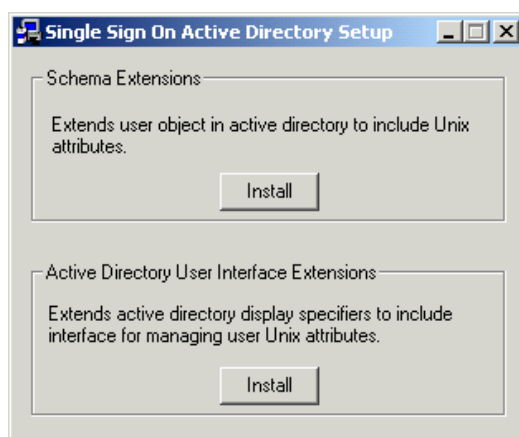 Single Sign On Active Directory Setup
Schema Extensions
Extends user object in active directory to include Unix
attributes.
Install
Active Directory User Interface Extensions
Extends active directory display specifiers to include
interface for managing user Unix attributes.
Install